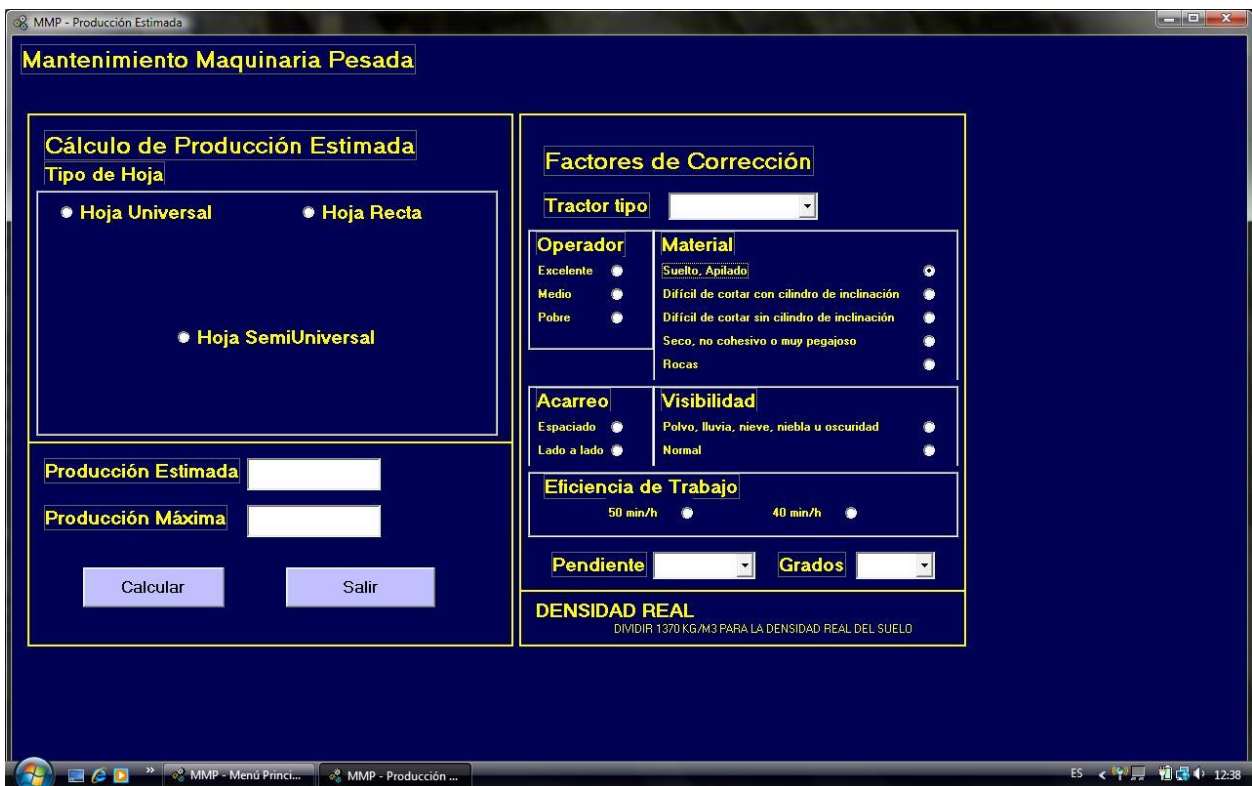 MMP - Producción Estimada
Mantenimiento Maquinaria Pesada
Cálculo de Producción Estimada
Tipo de Hoja
Hoja Universal
Hoja Recta
Hoja SemiUniversal
Producción Estimada
Producción Máxima
Calcular
Salir
Factores de Corrección
Tractor tipo
Operador
Excelente
Medio
Pobre
Material
Suelto, Apilado
Difícil de cortar con cilindro de inclinación
Difícil de cortar sin cilindro de inclinación
Seco, no cohesivo o muy pegajoso
Rocas
Acarreo
Espaciado
Lado a lado
Visibilidad
Polvo, lluvia, nieve, niebla u oscuridad
Normal
Eficiencia de Trabajo
50 min/h
40 min/h
Pendiente
Grados
DENSIDAD REAL
DIVIDIR 1370 KG/M3 PARA LA DENSIDAD REAL DEL SUELO
MMP - Menú Princi...
MMP - Producción ...
ES
12:38